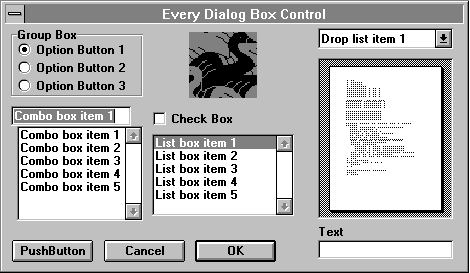 Every Dialog Box Control
Group Box
Option Button 1
Option Button 2
Option Button 3
Drop list item 1
Combo box item 1
Combo box item 1
Combo box item 2
Combo box item 3
Combo box item 4
Combo box item 5
Check Box
List box item 1
List box item 2
List box item 3
List box item 4
List box item 5
Text
PushButton
Cancel
OK